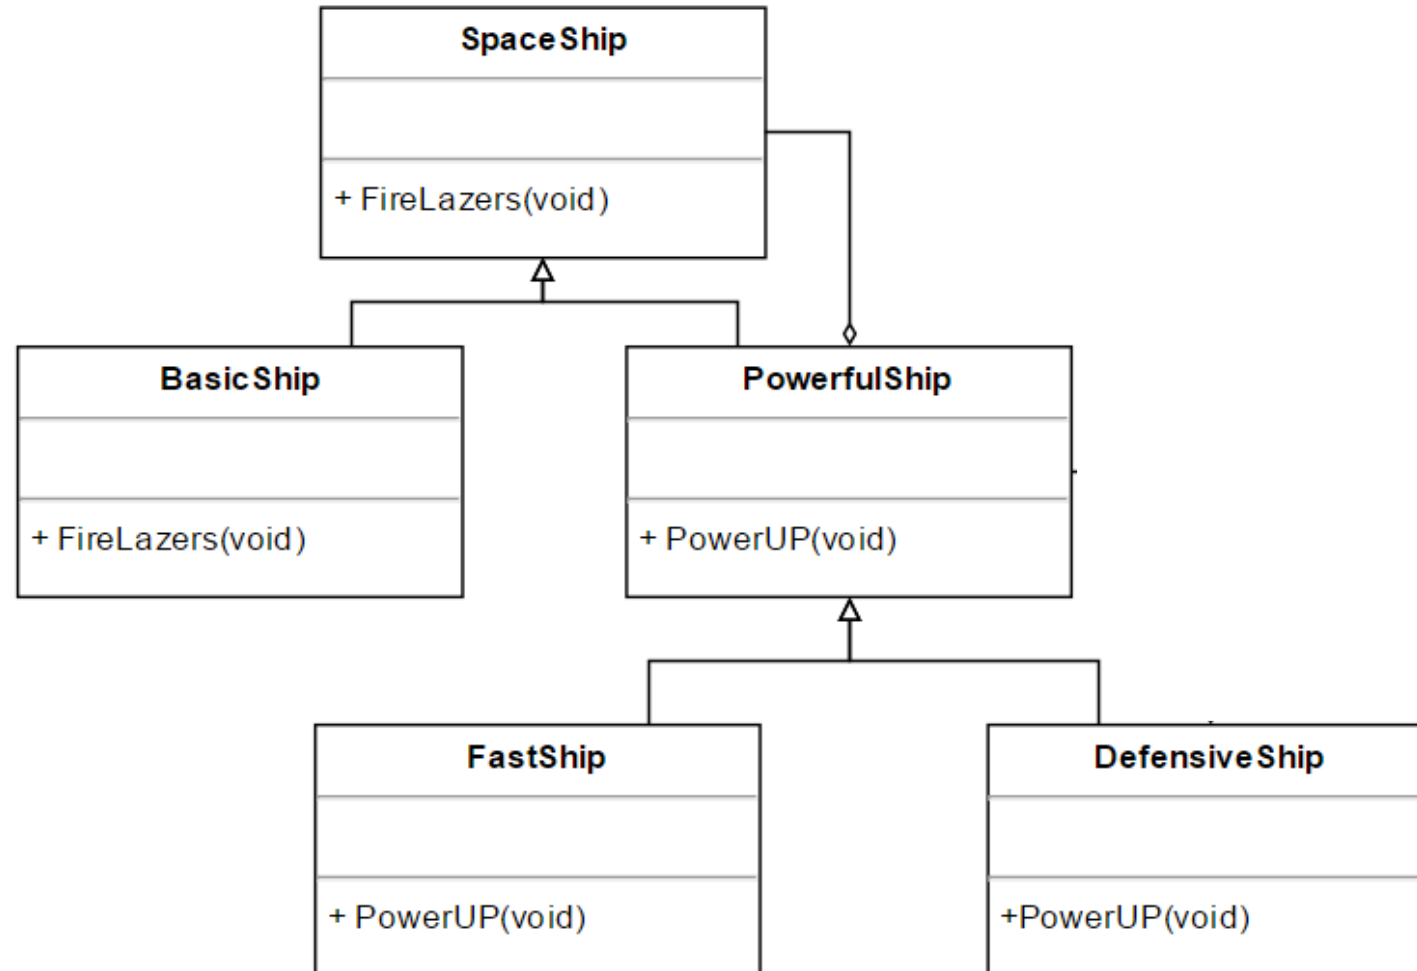 SpaceShip
+ FireLazers(void)
BasicShip
+ FireLazers(void)
PowerfulShip
+ PowerUP(void)
FastShip
+ PowerUP(void)
DefensiveShip
+PowerUP(void)